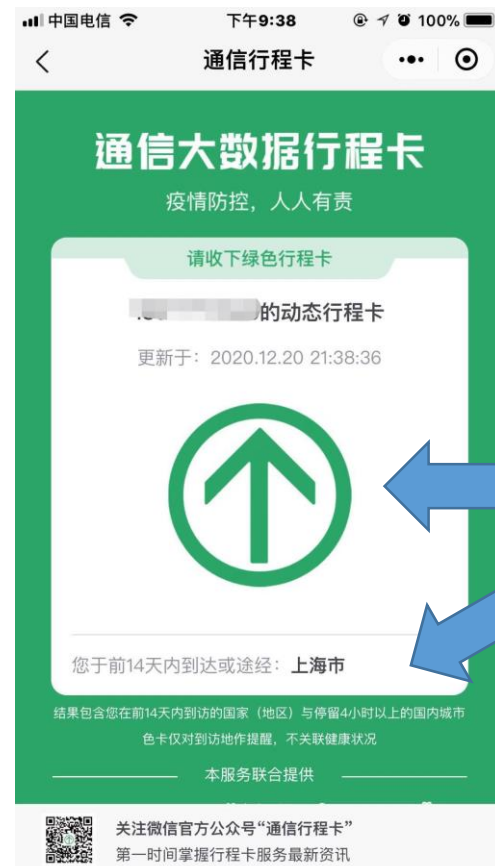 中国电信
下午9:38
100%
通信行程卡
通信大数据行程卡
疫情防控，人人有责
请收下绿色行程卡
的动态行程卡
更新于：2020.12.20 21:38:36
您于前14天内到达或途经：上海市
结果包含您在前14天内到访的国家（地区）与停留4小时以上的国内城市
色卡仅对到访地作提醒，不关联健康状况
本服务联合提供
关注微信官方公众号“通信行程卡”
第一时间掌握行程卡服务最新资讯